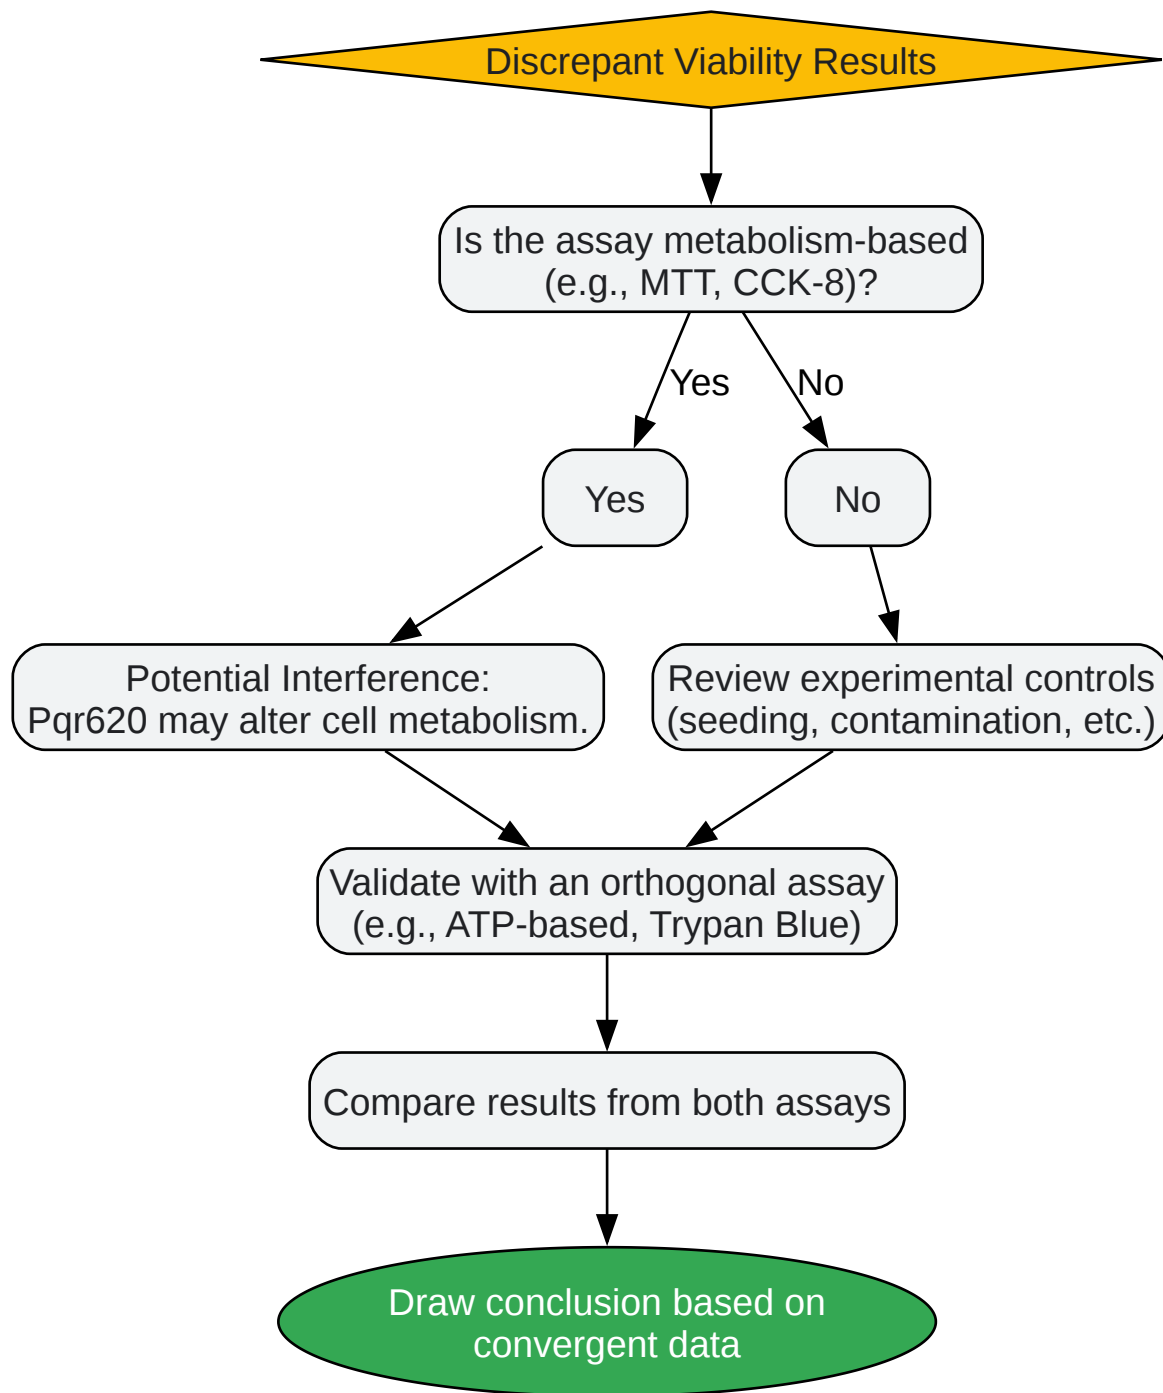 Discrepant Viability Results
Is the assay metabolism-based
(e.g., MTT, CCK-8)?
Yes
No
Yes
No
Potential Interference:
Pqr620 may alter cell metabolism.
Review experimental controls
(seeding, contamination, etc.)
Validate with an orthogonal assay
(e.g., ATP-based, Trypan Blue)
Compare results from both assays
Draw conclusion based on
convergent data